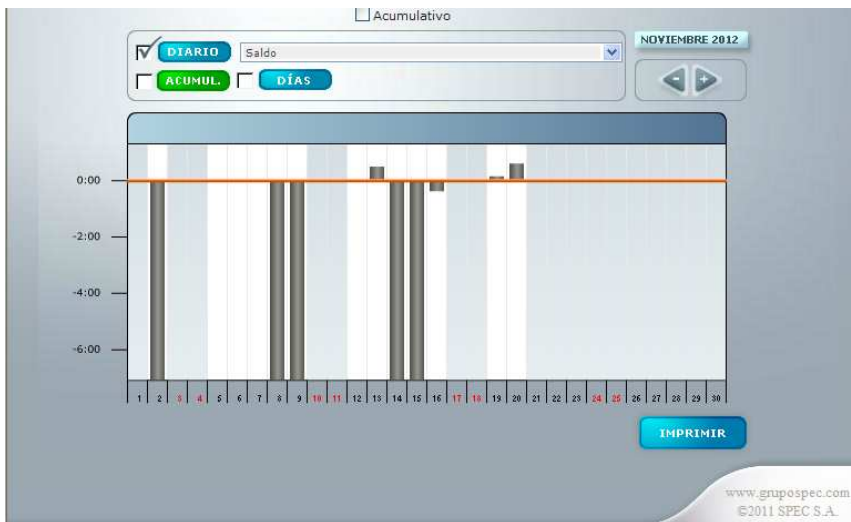 Acumulativo
DIARIO Saldo NOVIEMBRE 2012
ACUMUL. DÍAS - +
0:00
-2:00
-4:00
-6:00
1 2 3 4 5 6 7 8 9 10 11 12 13 14 15 16 17 18 19 20 21 22 23 24 25 26 27 28 29 30
IMPRIMIR
www.grupospec.com
©2011 SPEC S.A.